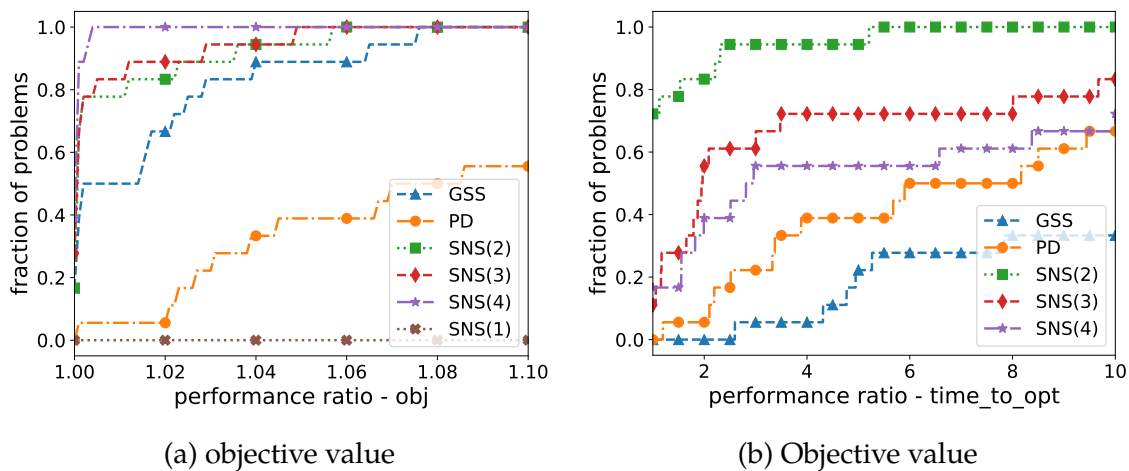 fraction of problems
1.0
0.8
0.6
0.4
0.2
0.0
GSS
PD
SNS(2)
SNS(3)
SNS(4)
SNS(1)
1.00 1.02 1.04 1.06 1.08 1.10
performance ratio - obj
(a) objective value
fraction of problems
1.0
0.8
0.6
0.4
0.2
0.0
GSS
PD
SNS(2)
SNS(3)
SNS(4)
2 4 6 8 10
performance ratio - time_to_opt
(b) Objective value